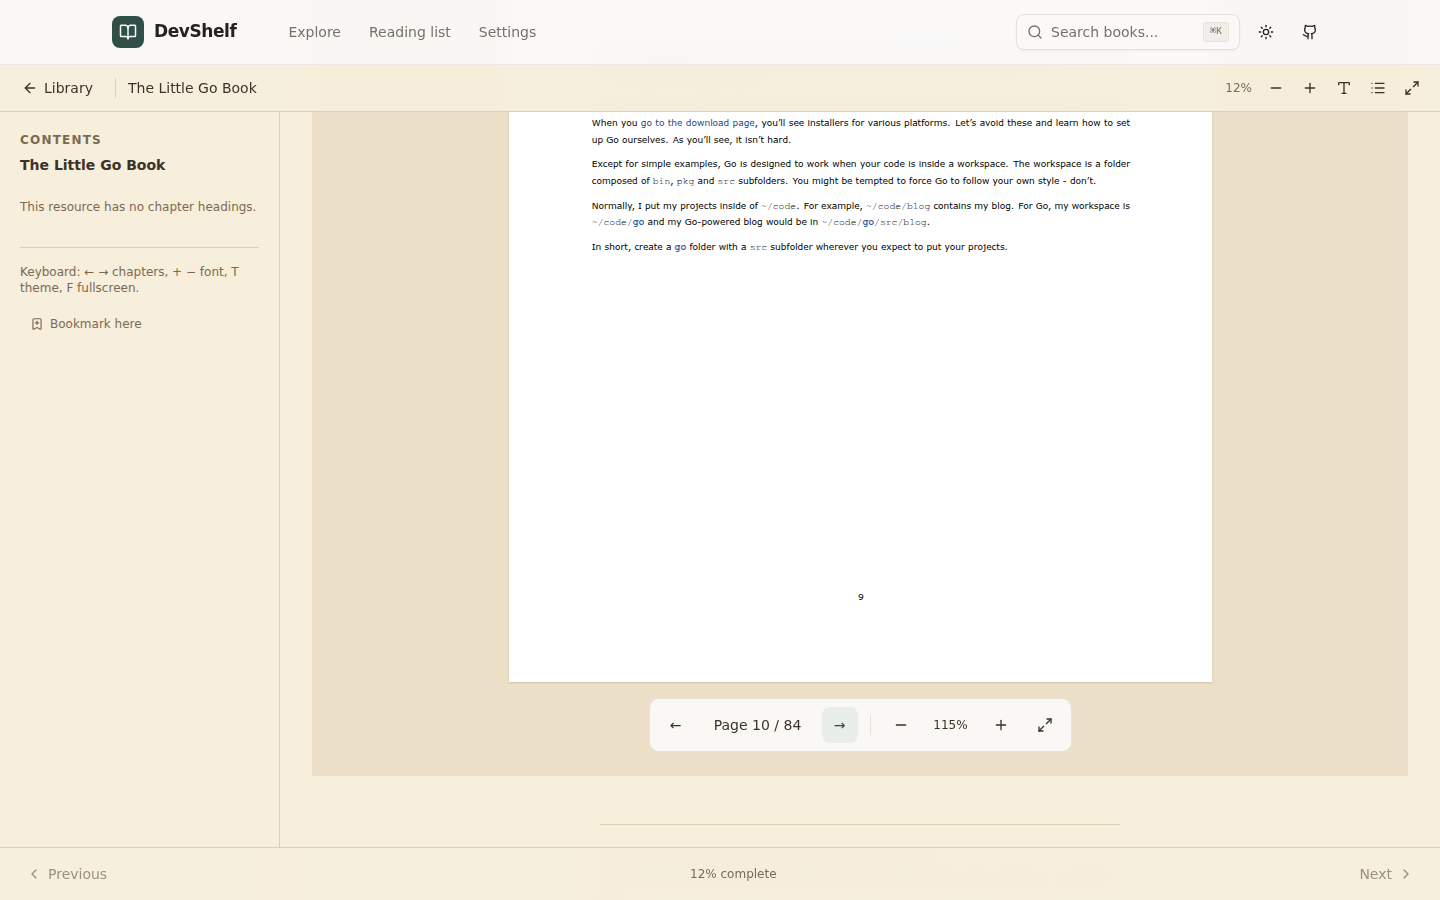 DevShelf
Explore
Reading list
Settings
Search books...
⌘K
Library
The Little Go Book
12%
CONTENTS
The Little Go Book
This resource has no chapter headings.
Keyboard: ← → chapters, + − font, T
theme, F fullscreen.
Bookmark here
When you go to the download page, you'll see installers for various platforms. Let's avoid these and learn how to set
up Go ourselves. As you'll see, it isn't hard.
Except for simple examples, Go is designed to work when your code is inside a workspace. The workspace is a folder
composed of bin, pkg and src subfolders. You might be tempted to force Go to follow your own style – don't.
Normally, I put my projects inside of ~/code. For example, ~/code/blog contains my blog. For Go, my workspace is
~/code/go and my Go-powered blog would be in ~/code/go/src/blog.
In short, create a go folder with a src subfolder wherever you expect to put your projects.
9
← Page 10 / 84 → − 115% +
Previous
12% complete
Next